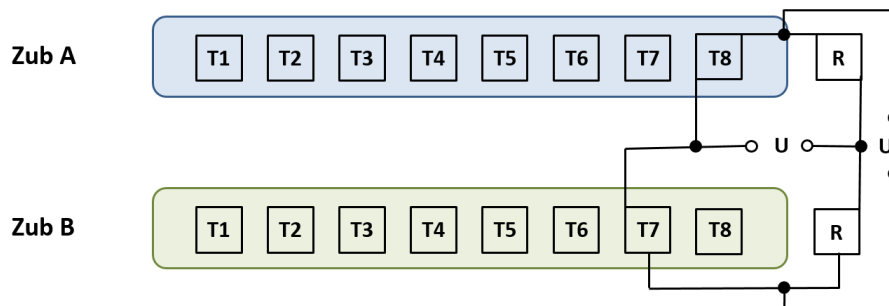 Zub A T1 T2 T3 T4 T5 T6 T7 T8 R
U U
Zub B T1 T2 T3 T4 T5 T6 T7 T8 R